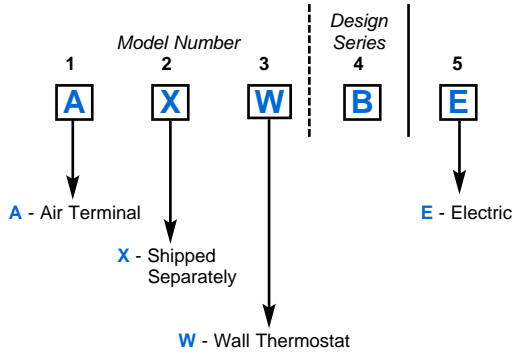 Model Number
Design
Series
1 2 3 4 5
A X W B E
A - Air Terminal
E - Electric
X - Shipped
Separately
W - Wall Thermostat